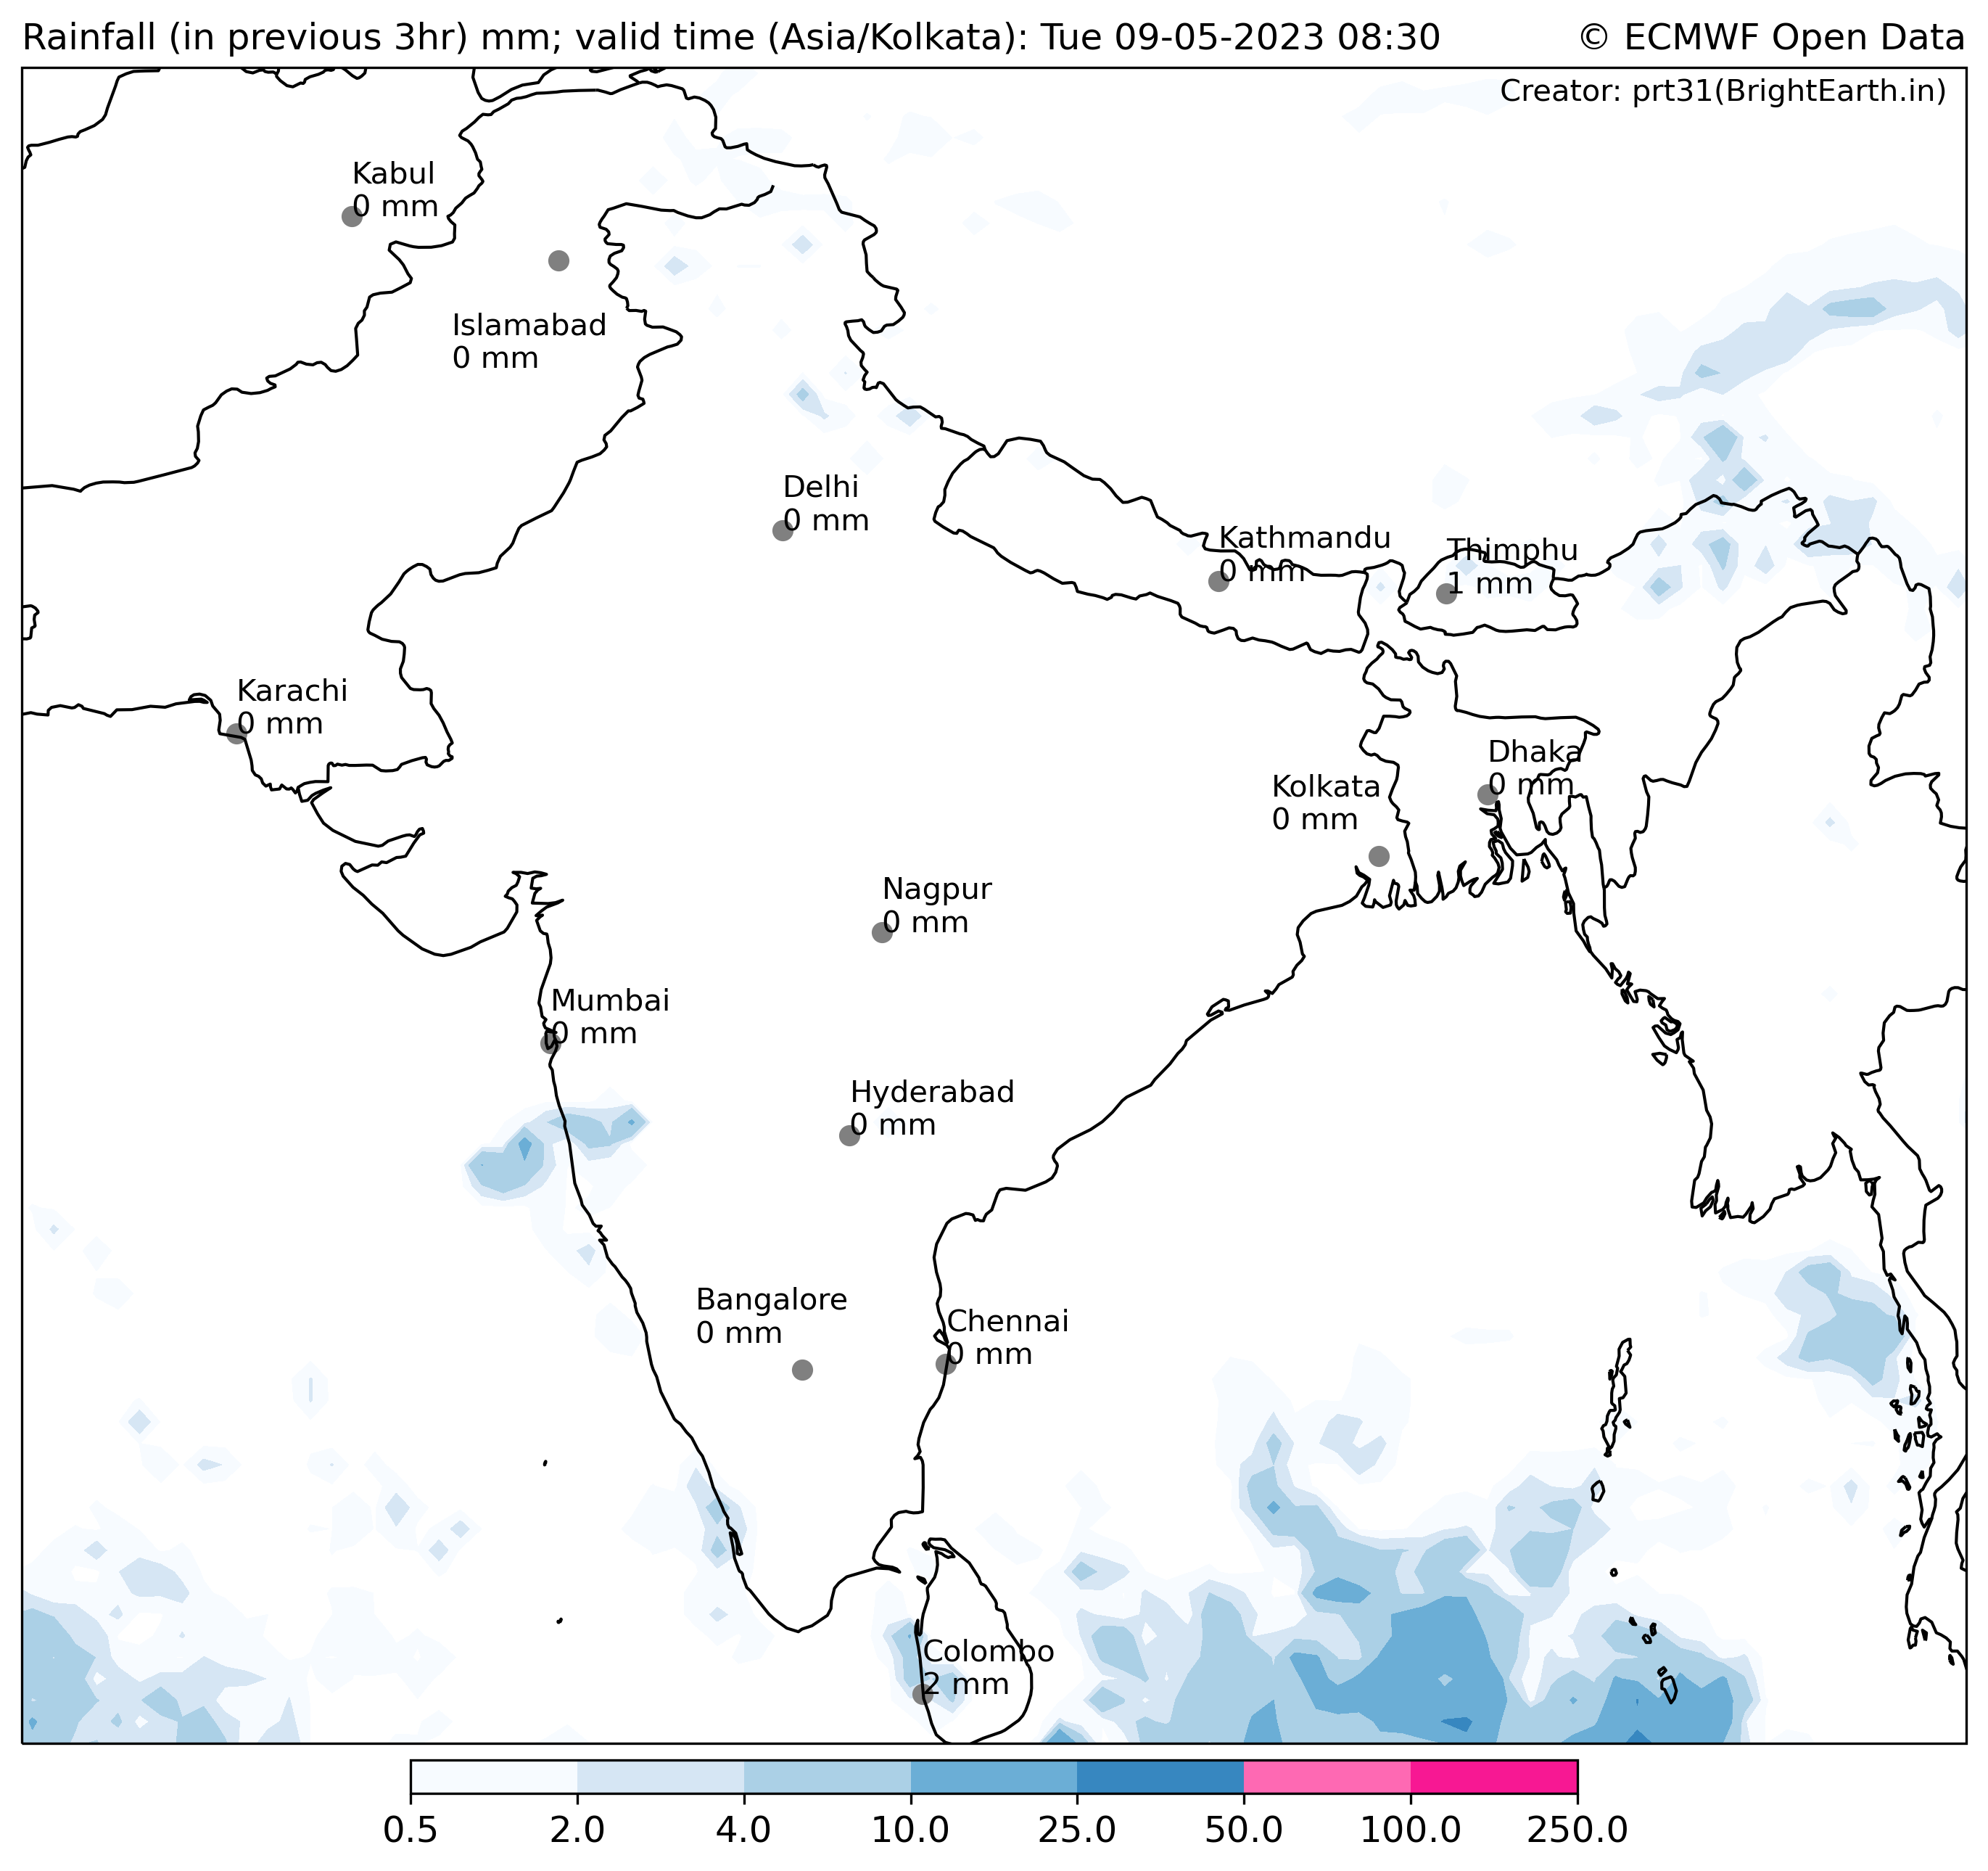 Rainfall (in previous 3hr) mm; valid time (Asia/Kolkata): Tue 09-05-2023 08:30
© ECMWF Open Data
Creator: prt31(BrightEarth.in)
Kabul
0 mm
Islamabad
0 mm
Delhi
0 mm
Kathmandu
0 mm
Thimphu
1 mm
Karachi
0 mm
Dhaka
0 mm
Kolkata
0 mm
Nagpur
0 mm
Mumbai
0 mm
Hyderabad
0 mm
Bangalore
0 mm
Chennai
0 mm
Colombo
2 mm
0.5 2.0 4.0 10.0 25.0 50.0 100.0 250.0